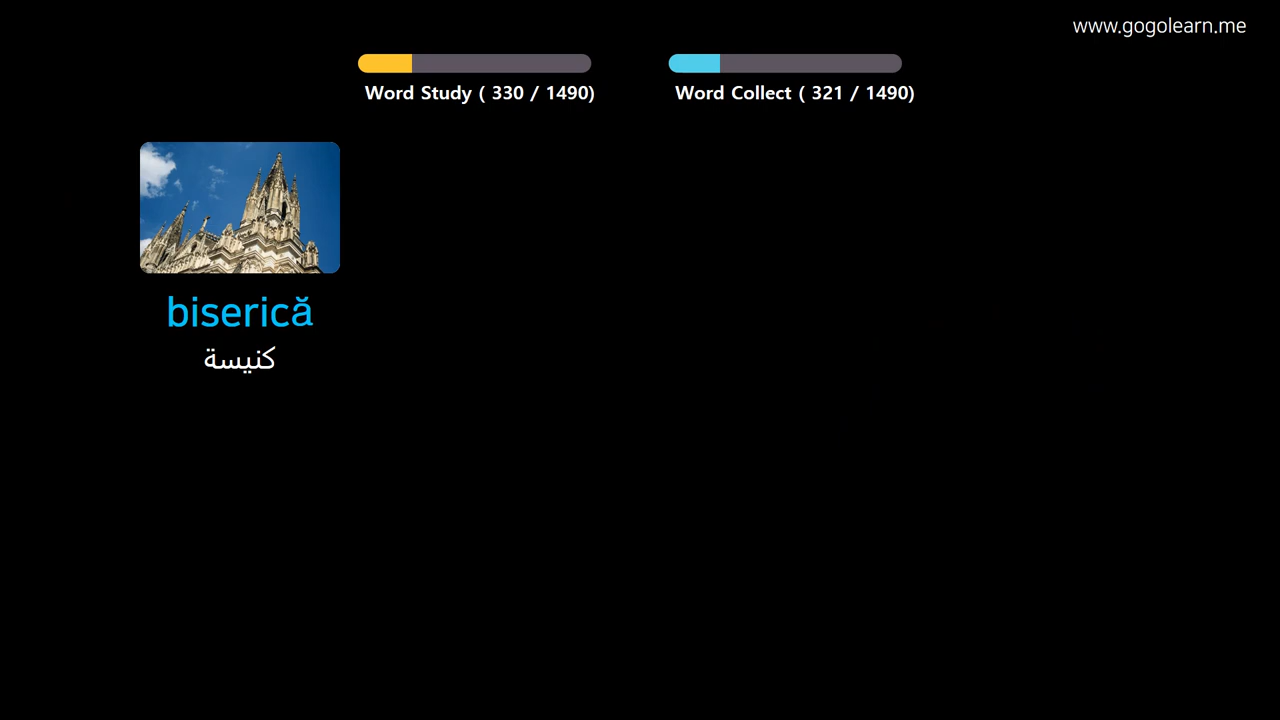 www.gogolearn.me
Word Study ( 330 / 1490)
Word Collect ( 321 / 1490)
biserică
كنيسة